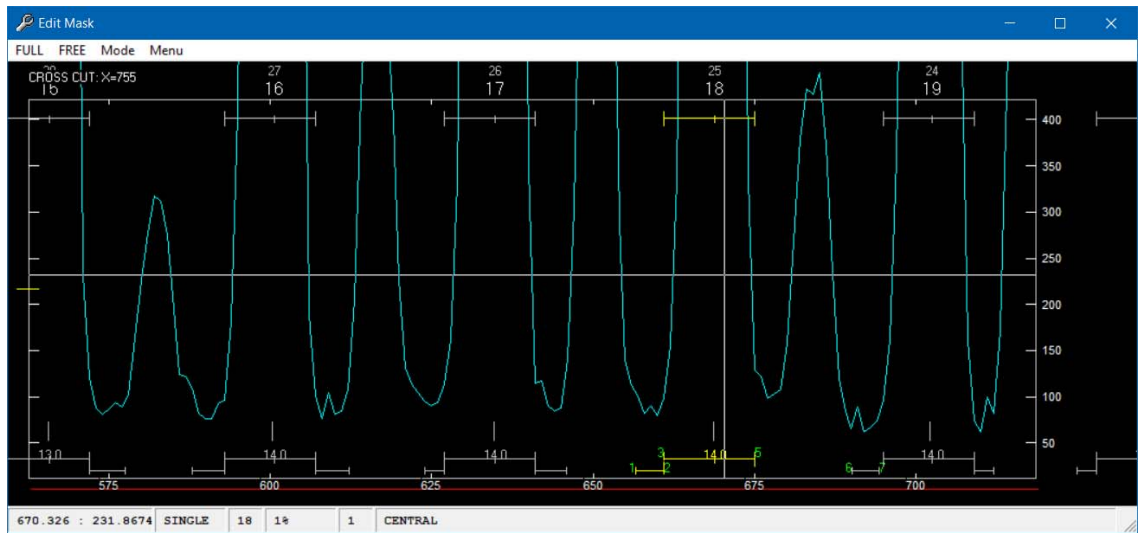 Edit Mask
FULL FREE Mode Menu
CROSS CUT: X=755
27 26 25 24
15 16 17 18 19
400
350
300
250
200
150
100
50
3 5
13.0 14.0 14.0 14.0 14.0
1 2 6 7
575 600 625 650 675 700
670.326 : 231.8674 SINGLE 18 1% 1 CENTRAL